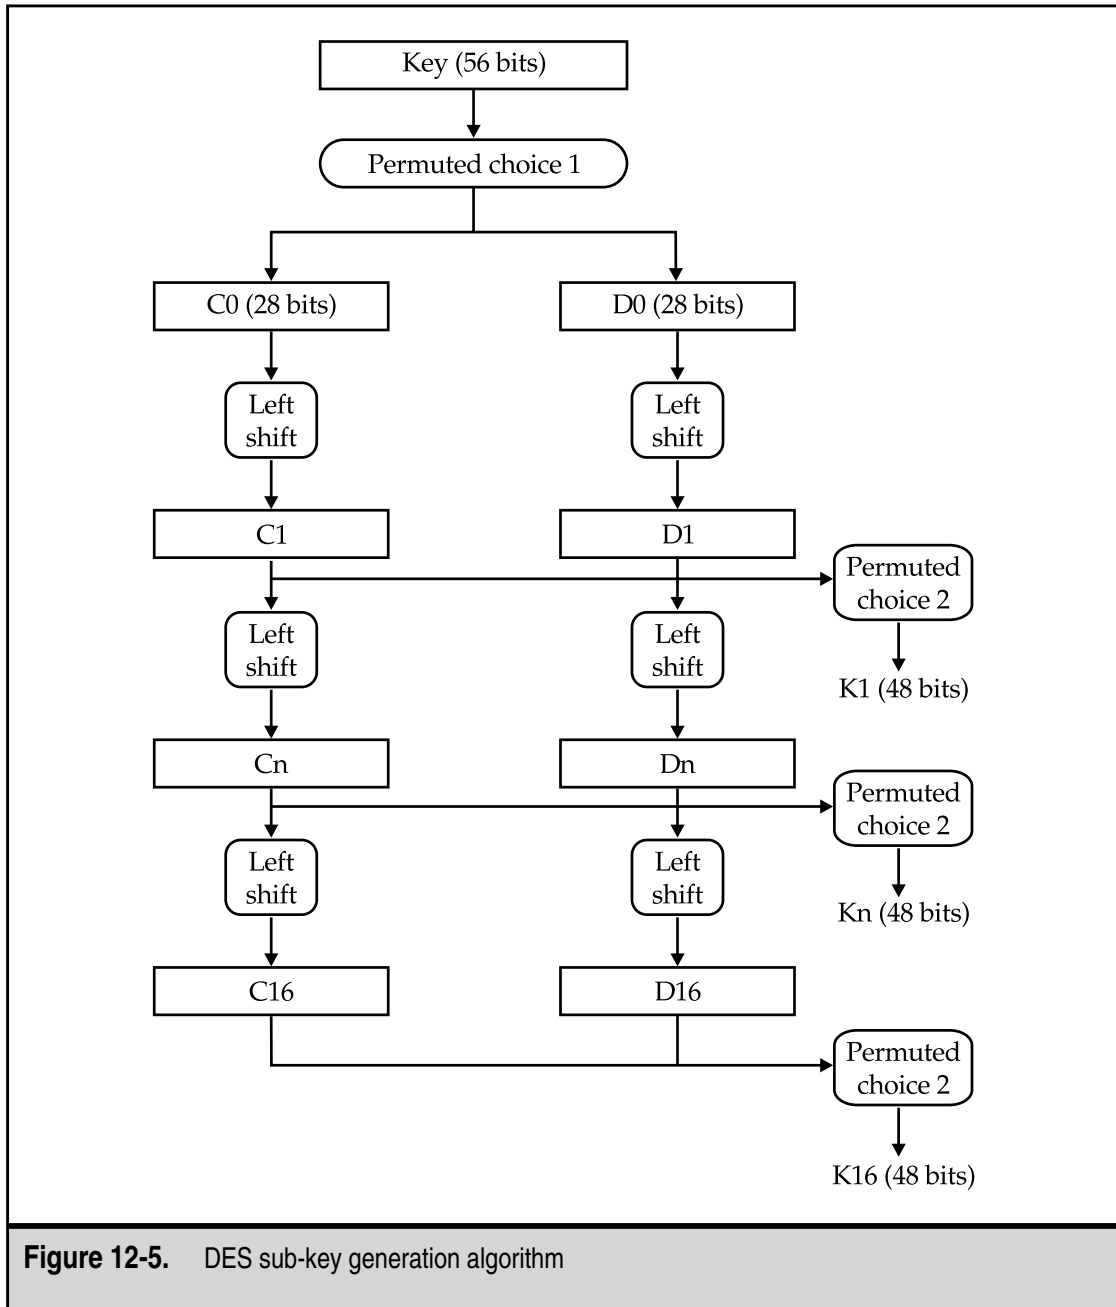 Key (56 bits)
Permuted choice 1
C0 (28 bits)
D0 (28 bits)
Left
shift
Left
shift
C1
D1
Permuted
choice 2
K1 (48 bits)
Left
shift
Left
shift
Cn
Dn
Permuted
choice 2
Kn (48 bits)
Left
shift
Left
shift
C16
D16
Permuted
choice 2
K16 (48 bits)
Figure 12-5. DES sub-key generation algorithm